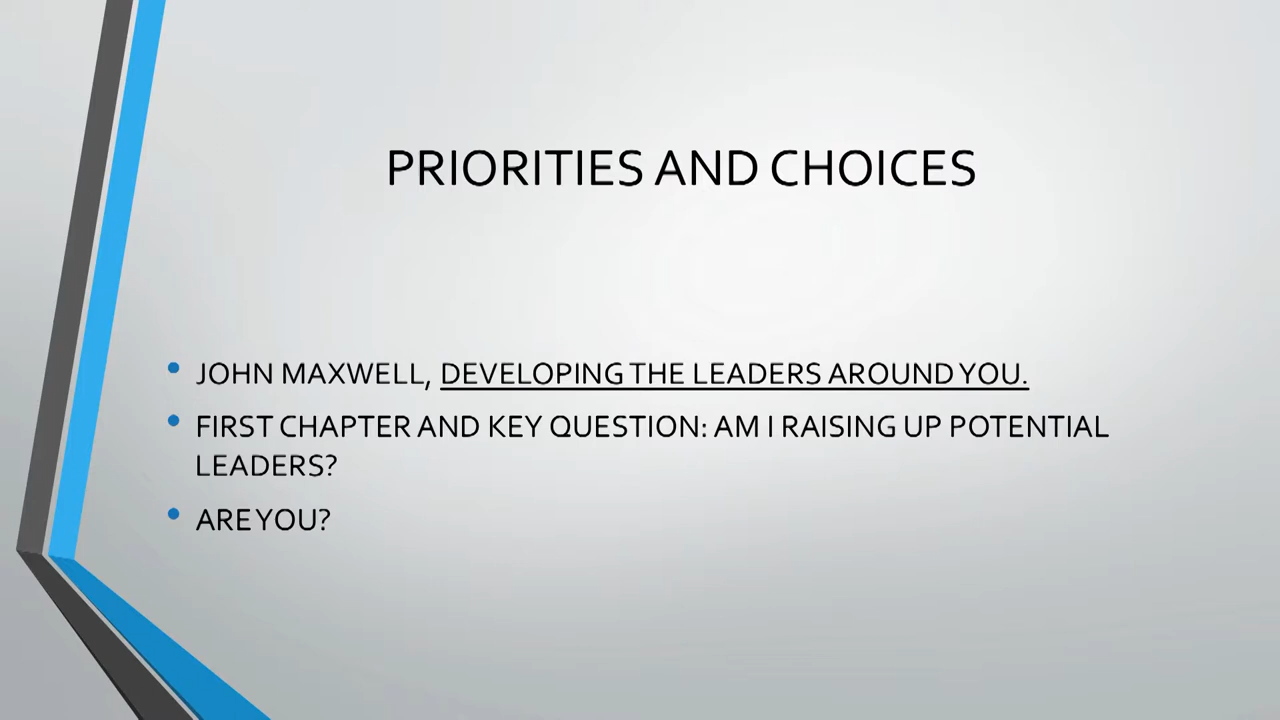 PRIORITIES AND CHOICES
• JOHN MAXWELL, DEVELOPING THE LEADERS AROUND YOU.
• FIRST CHAPTER AND KEY QUESTION: AM I RAISING UP POTENTIAL
LEADERS?
• ARE YOU?